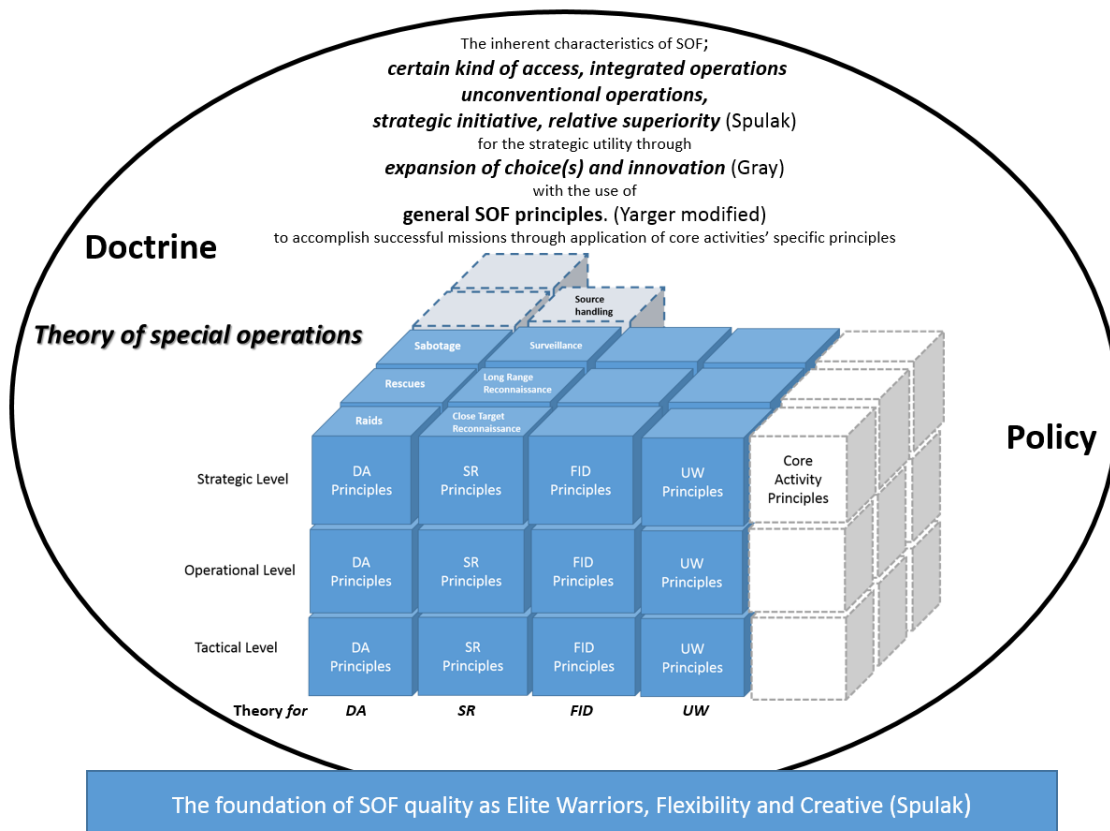 The inherent characteristics of SOF;
certain kind of access, integrated operations
unconventional operations,
strategic initiative, relative superiority (Spulak)
for the strategic utility through
expansion of choice(s) and innovation (Gray)
with the use of
general SOF principles. (Yarger modified)
to accomplish successful missions through application of core activities' specific principles
Doctrine
Theory of special operations
Policy
Source
handling
Sabotage
Surveillance
Rescues
Long Range
Reconnaissance
Raids
Close Target
Reconnaissance
Strategic Level
DA
Principles
SR
Principles
FID
Principles
UW
Principles
Core
Activity
Principles
Operational Level
DA
Principles
SR
Principles
FID
Principles
UW
Principles
Tactical Level
DA
Principles
SR
Principles
FID
Principles
UW
Principles
Theory for DA SR FID UW
The foundation of SOF quality as Elite Warriors, Flexibility and Creative (Spulak)